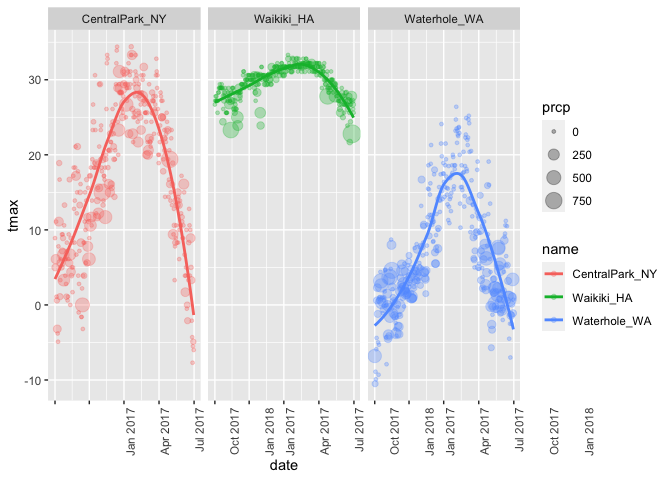 CentralPark_NY
Waikiki_HA
Waterhole_WA
30
20
10
0
-10
tmax
Jan 2017
Apr 2017
Jul 2017
Oct 2017
Jan 2018
Jan 2017
Apr 2017
Jul 2017
Oct 2017
Jan 2018
Jan 2017
Apr 2017
Jul 2017
Oct 2017
Jan 2018
date
prcp
0
250
500
750
name
CentralPark_NY
Waikiki_HA
Waterhole_WA